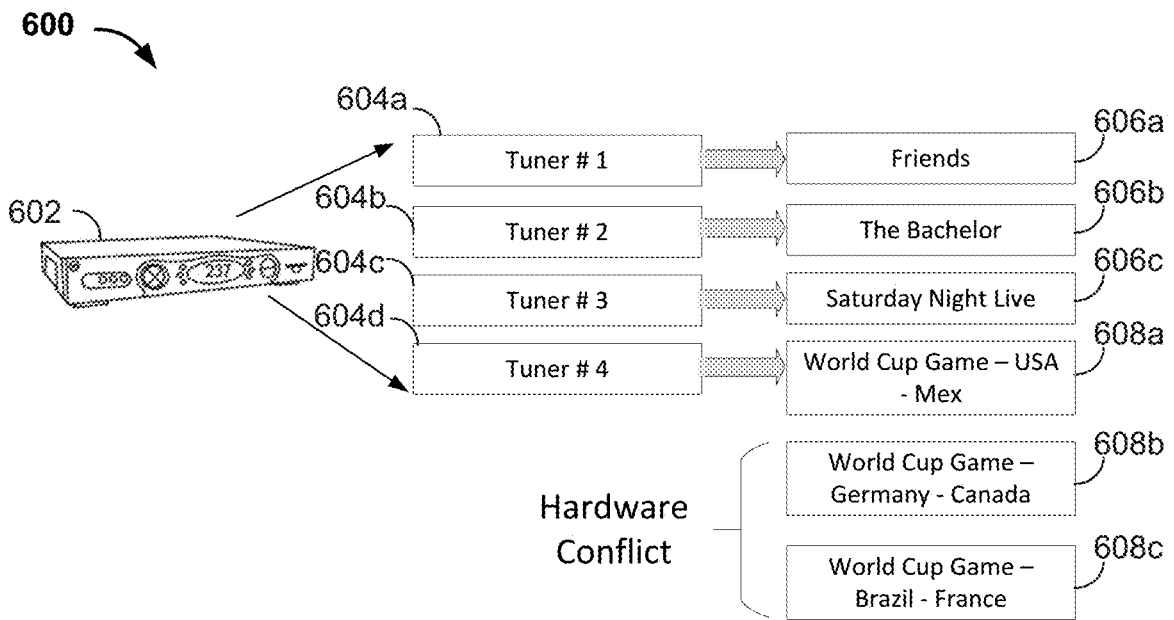 600
604a
Tuner # 1
Friends
606a
602
237
604b
Tuner # 2
The Bachelor
606b
604c
Tuner # 3
Saturday Night Live
606c
604d
Tuner # 4
World Cup Game – USA
- Mex
608a
Hardware
Conflict
World Cup Game –
Germany - Canada
608b
World Cup Game –
Brazil - France
608c